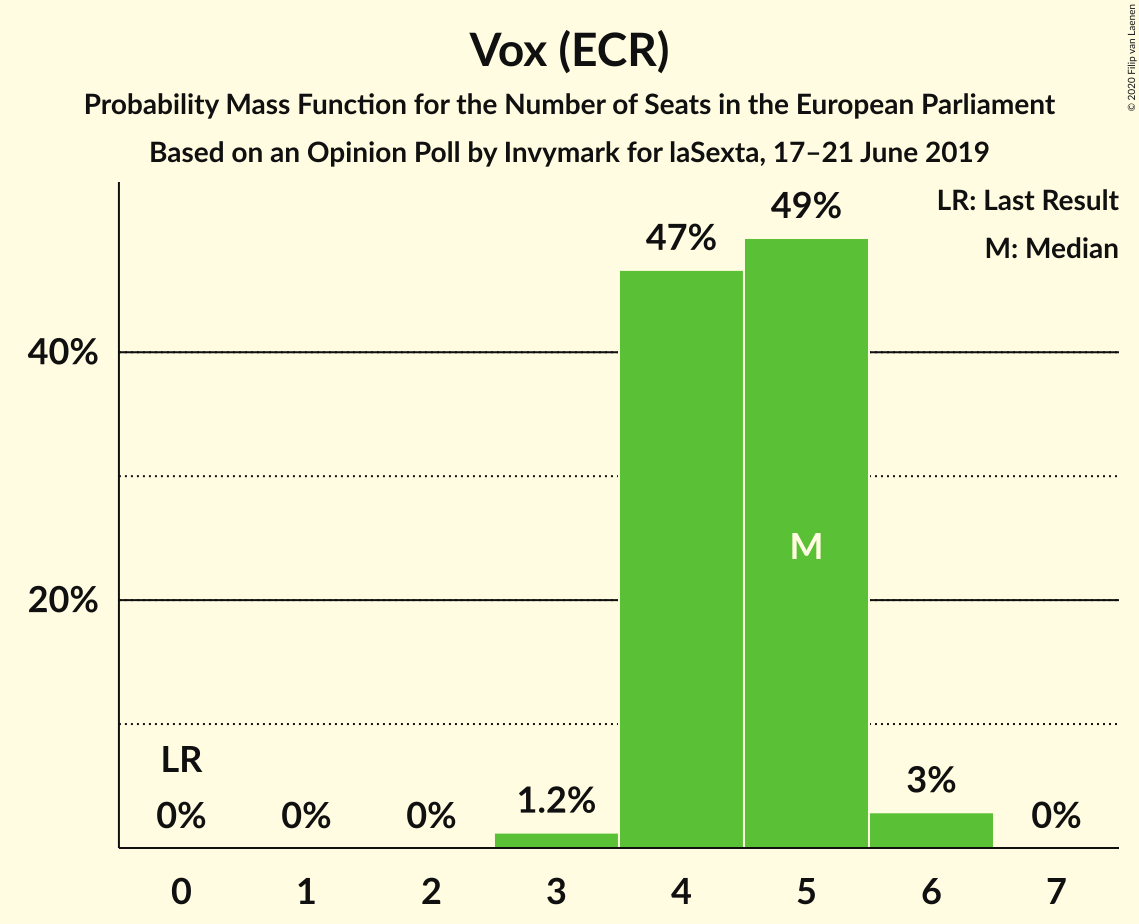 Vox (ECR)
Probability Mass Function for the Number of Seats in the European Parliament
Based on an Opinion Poll by Invymark for laSexta, 17–21 June 2019
© 2020 Filip van Laenen
LR: Last Result
M: Median
49%
47%
40%
M
20%
LR
0%
0%
0%
1.2%
3%
0%
0
1
2
3
4
5
6
7